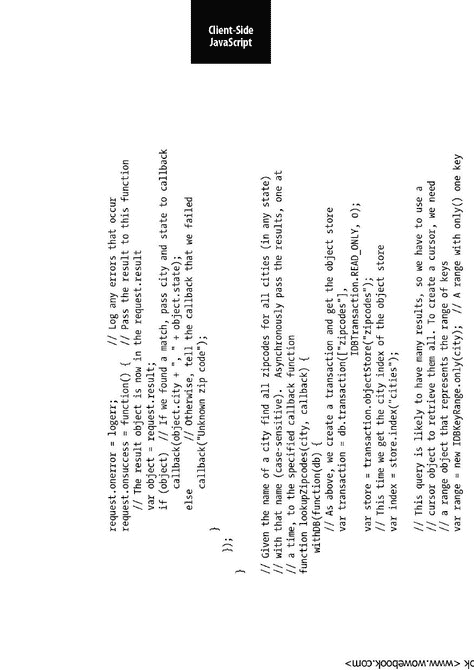 Client-Side
JavaScript
request.onerror = logerr;         // Log any errors that occur
request.onsuccess = function() {  // Pass the result to this function
// The result object is now in the request.result
var object = request.result;
if (object)  // If we found a match, pass city and state to callback
callback(object.city + ", " + object.state);
else         // Otherwise, tell the callback that we failed
callback("Unknown zip code");
}
});
}
// Given the name of a city find all zipcodes for all cities (in any state)
// with that name (case-sensitive).  Asynchronously pass the results, one at
// a time, to the specified callback function
function lookupZipcodes(city, callback) {
withDB(function(db) {
// As above, we create a transaction and get the object store
var transaction = db.transaction(["zipcodes"],
IDBTransaction.READ_ONLY, 0);
var store = transaction.objectStore("zipcodes");
// This time we get the city index of the object store
var index = store.index("cities");
// This query is likely to have many results, so we have to use a
// cursor object to retrieve them all. To create a cursor, we need
// a range object that represents the range of keys
var range = new IDBKeyRange.only(city);  // A range with only() one key
ok <www.wowebook.com>